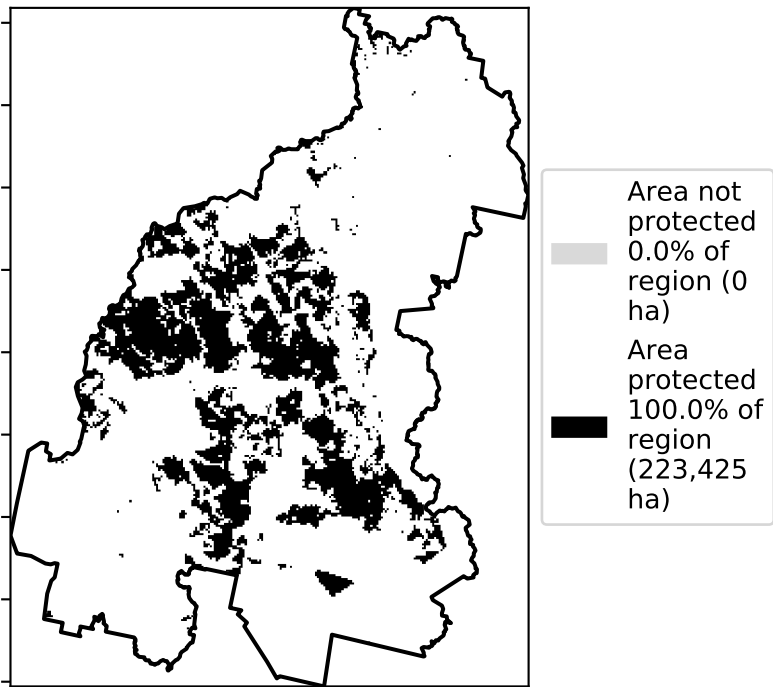 Area not
protected
0.0% of
region (0
ha)
Area
protected
100.0% of
region
(223,425
ha)